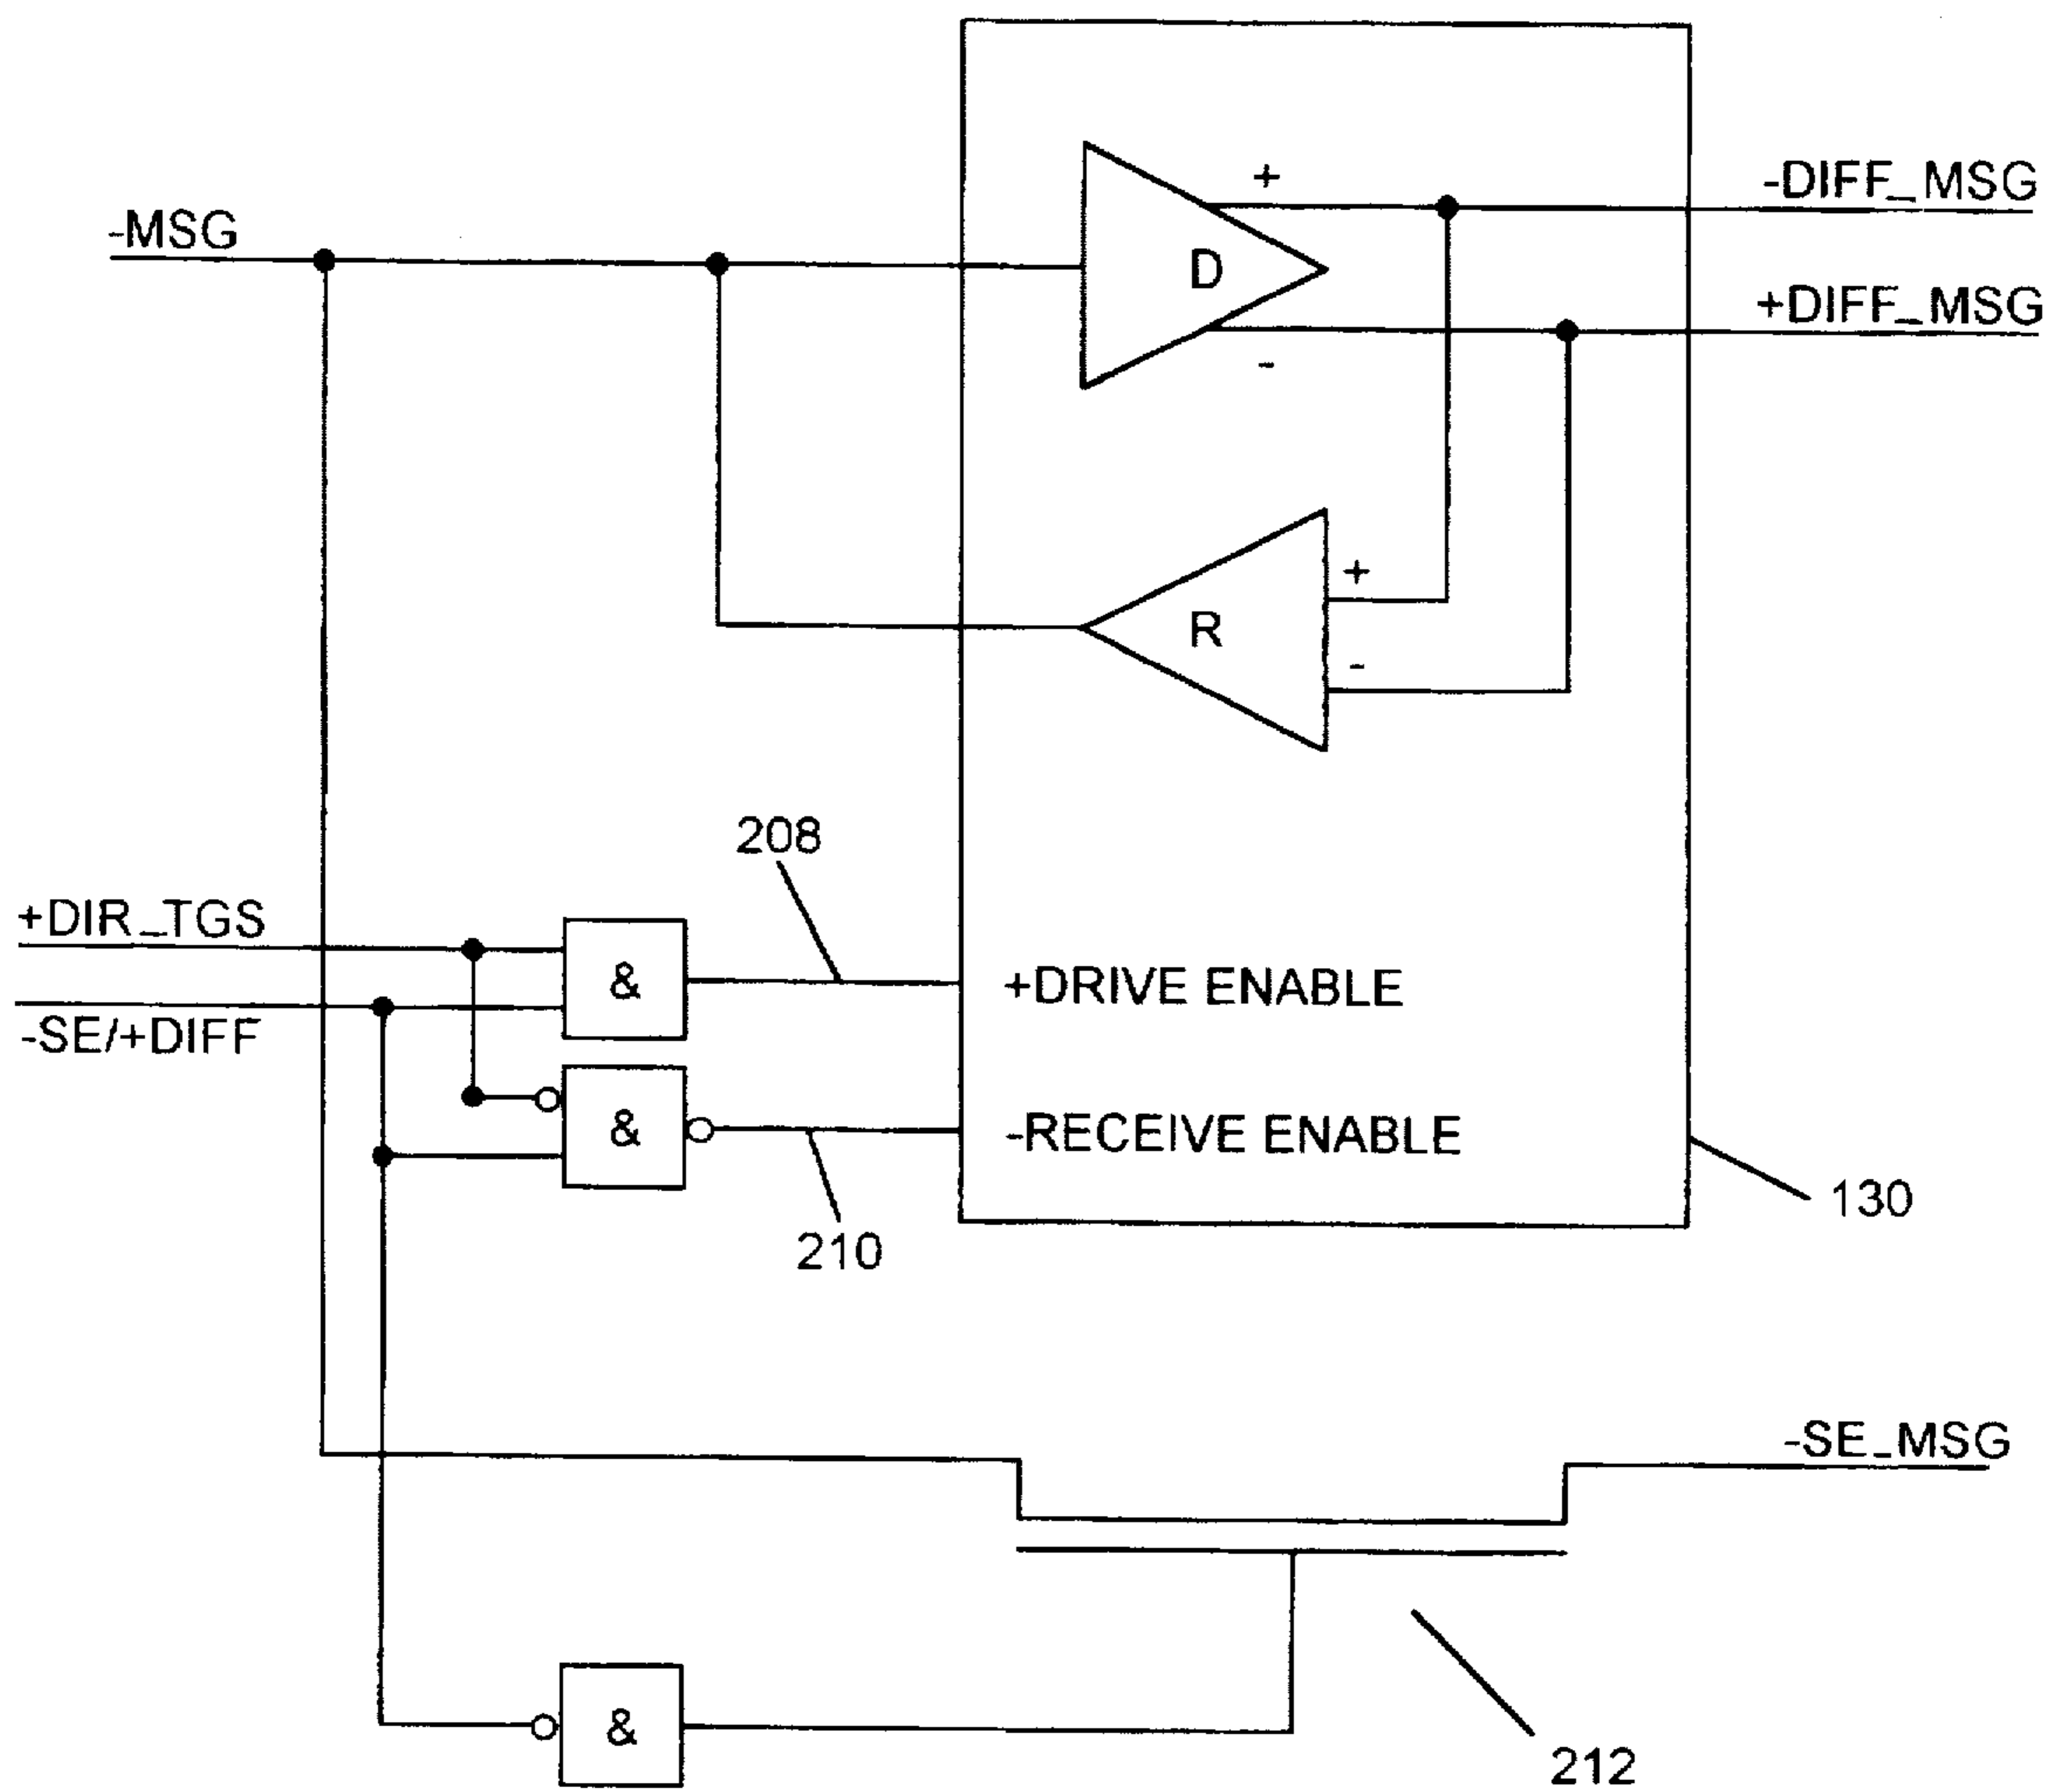 +
-DIFF_MSG
-MSG
D
+DIFF_MSG
-
+
R
-
208
+DIR_TGS
&
+DRIVE ENABLE
-SE/+DIFF
&
-RECEIVE ENABLE
130
210
-SE_MSG
&
212